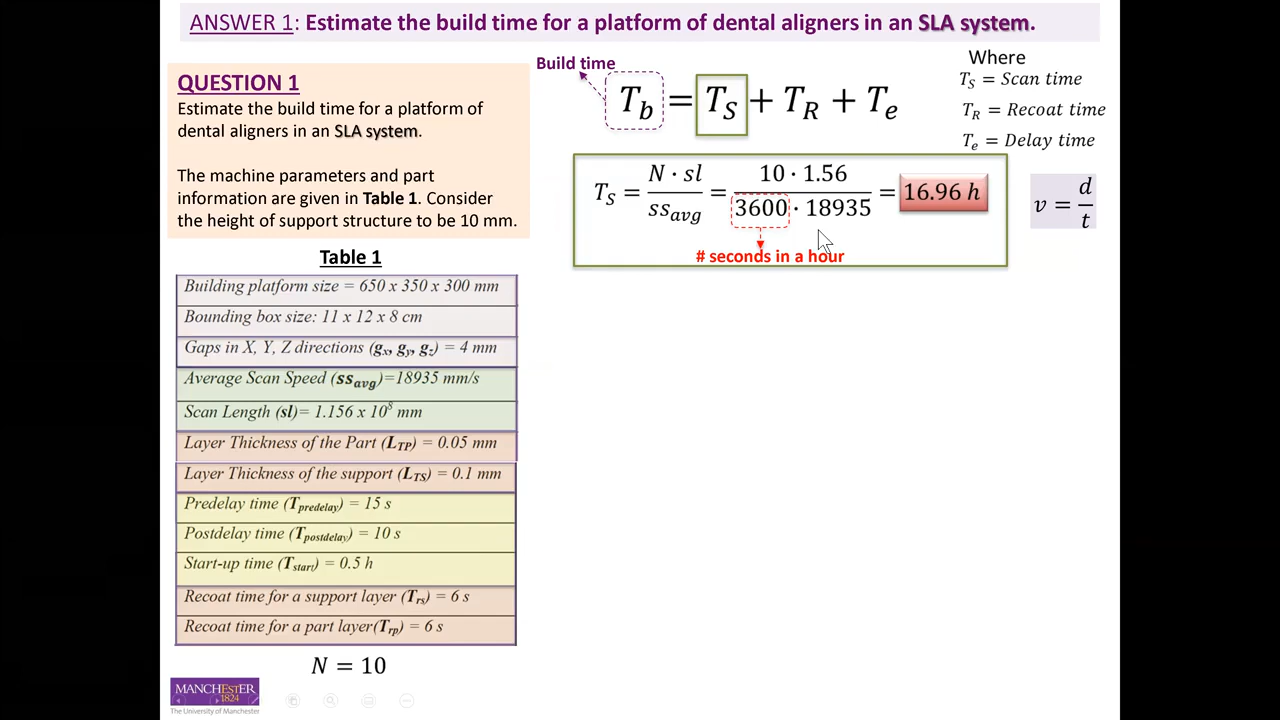 ANSWER 1: Estimate the build time for a platform of dental aligners in an SLA system.
QUESTION 1
Estimate the build time for a platform of
dental aligners in an SLA system.
The machine parameters and part
information are given in Table 1. Consider
the height of support structure to be 10 mm.
Table 1
Building platform size = 650 x 350 x 300 mm
Bounding box size: 11 x 12 x 8 cm
Gaps in X, Y, Z directions (gx, gy, gz) = 4 mm
Average Scan Speed (ssavg)=18935 mm/s
Scan Length (sl)= 1.156 x 10⁸ mm
Layer Thickness of the Part (LTP) = 0.05 mm
Layer Thickness of the support (LTS) = 0.1 mm
Predelay time (Tpredelay) = 15 s
Postdelay time (Tpostdelay) = 10 s
Start-up time (Tstart) = 0.5 h
Recoat time for a support layer (Trs) = 6 s
Recoat time for a part layer(Trp) = 6 s
N = 10
MANCHESTER
1824
The University of Manchester
Build time
Tb = TS + TR + Te
Where
TS = Scan time
TR = Recoat time
Te = Delay time
TS = N · sl / ssavg = 10 · 1.56 / 3600 · 18935 = 16.96 h
# seconds in a hour
v = d / t